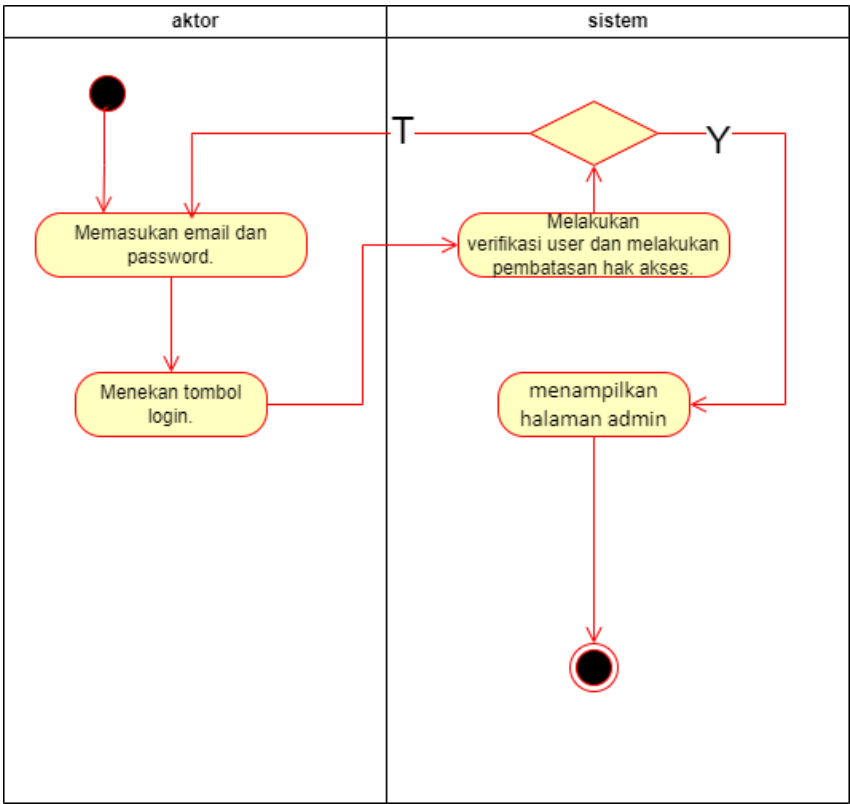 aktor
sistem
T
Y
Memasukan email dan
password.
Melakukan
verifikasi user dan melakukan
pembatasan hak akses.
Menekan tombol
login.
menampilkan
halaman admin